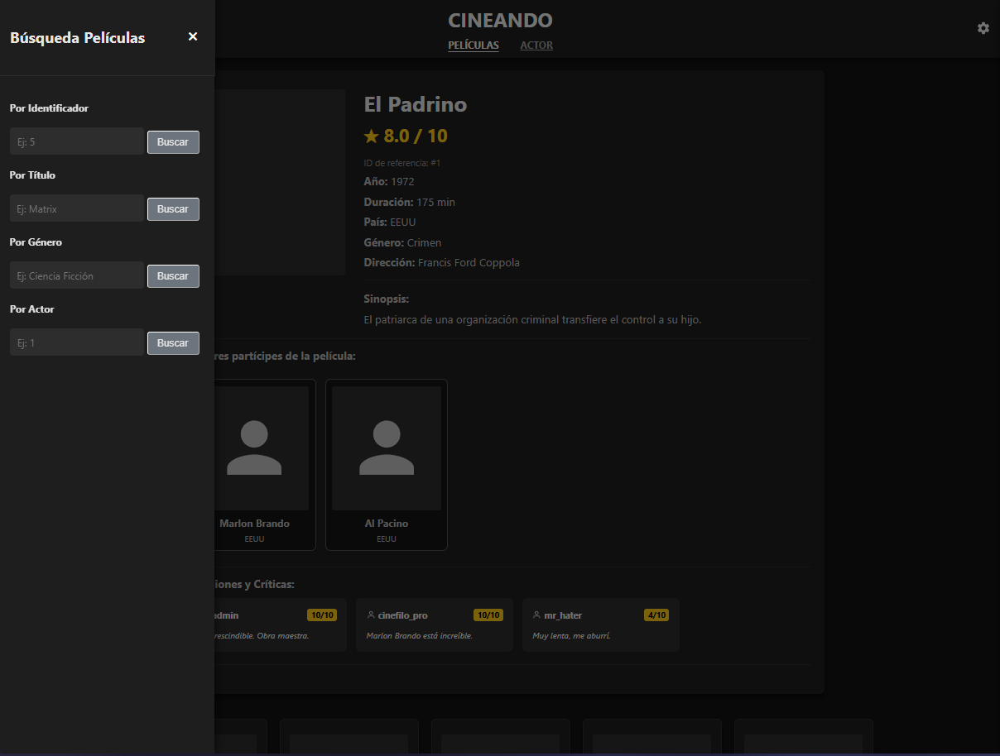 Búsqueda Películas
Por Identificador
Ej: 5
Buscar
Por Título
Ej: Matrix
Buscar
Por Género
Ej: Ciencia Ficción
Buscar
Por Actor
Ej: 1
Buscar
CINEANDO
PELÍCULAS ACTOR
El Padrino
★ 8.0 / 10
ID de referencia: #1
Año: 1972
Duración: 175 min
País: EEUU
Género: Crimen
Dirección: Francis Ford Coppola
Sinopsis:
El patriarca de una organización criminal transfiere el control a su hijo.
res partícipes de la película:
Marlon Brando
EEUU
Al Pacino
EEUU
iones y Críticas:
admin 10/10
rescindible. Obra maestra.
cinefilo_pro 10/10
Marlon Brando está increíble.
mr_hater 4/10
Muy lenta, me aburrí.